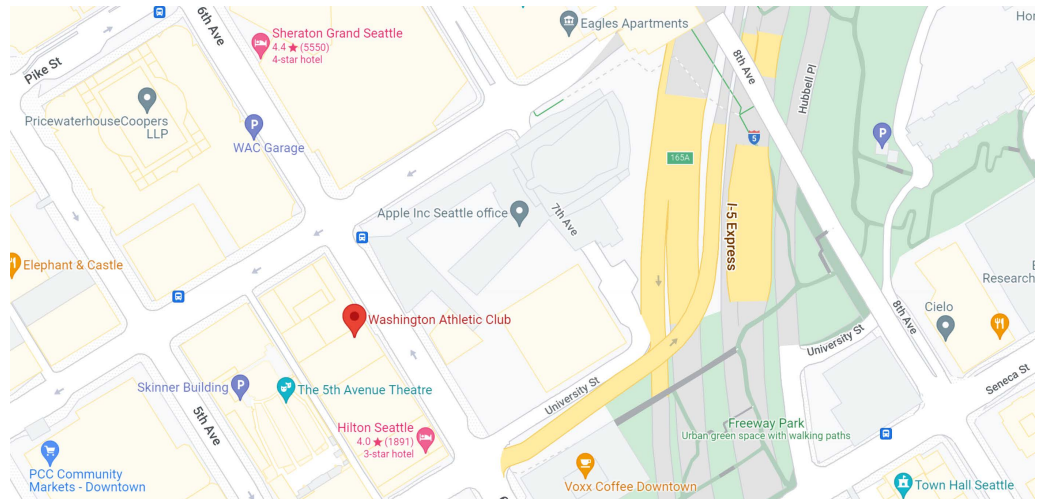 Eagles Apartments
Hor
6th Ave
Sheraton Grand Seattle
4.4 ★ (5550)
4-star hotel
8th Ave
Hubbell Pl
Pike St
PricewaterhouseCoopers
LLP
P
WAC Garage
5
P
165A
Apple Inc Seattle office
7th Ave
I-5 Express
Elephant & Castle
E
Research
Washington Athletic Club
8th Ave
Cielo
University St
Skinner Building
P
The 5th Avenue Theatre
University St
Seneca St
5th Ave
Hilton Seattle
4.0 ★ (1891)
3-star hotel
Freeway Park
Urban green space with walking paths
PCC Community
Markets - Downtown
Voxx Coffee Downtown
Town Hall Seattle